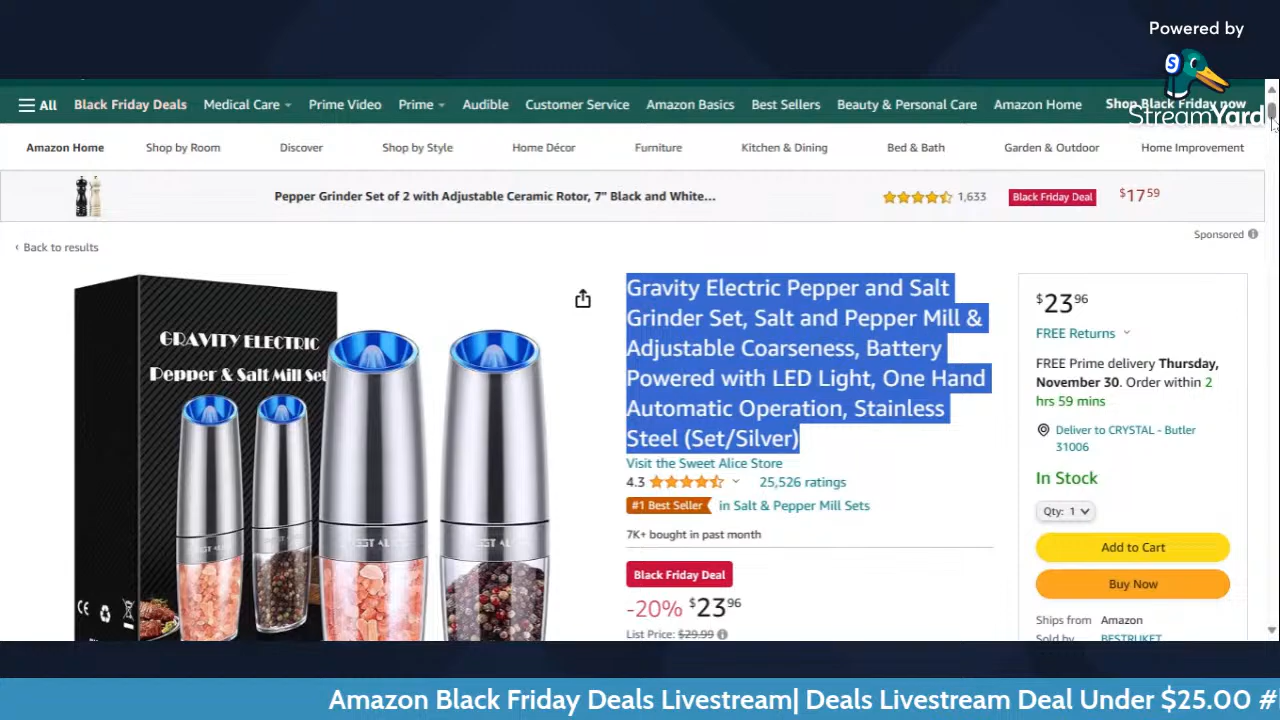 Powered by
S
StreamYard
All Black Friday Deals Medical Care Prime Video Prime Audible Customer Service Amazon Basics Best Sellers Beauty & Personal Care Amazon Home Shop Black Friday now
Amazon Home Shop by Room Discover Shop by Style Home Décor Furniture Kitchen & Dining Bed & Bath Garden & Outdoor Home Improvement
Pepper Grinder Set of 2 with Adjustable Ceramic Rotor, 7" Black and White... 1,633 Black Friday Deal $17 59
Sponsored
‹ Back to results
GRAVITY ELECTRIC
Pepper & Salt Mill Set
Gravity Electric Pepper and Salt
Grinder Set, Salt and Pepper Mill &
Adjustable Coarseness, Battery
Powered with LED Light, One Hand
Automatic Operation, Stainless
Steel (Set/Silver)
Visit the Sweet Alice Store
4.3 25,526 ratings
#1 Best Seller in Salt & Pepper Mill Sets
7K+ bought in past month
Black Friday Deal
-20% $23 96
List Price: $29.99
$23 96
FREE Returns
FREE Prime delivery Thursday,
November 30. Order within 2
hrs 59 mins
Deliver to CRYSTAL - Butler
31006
In Stock
Qty: 1
Add to Cart
Buy Now
Ships from Amazon
Sold by BESTRUKET
Amazon Black Friday Deals Livestream| Deals Livestream Deal Under $25.00 #